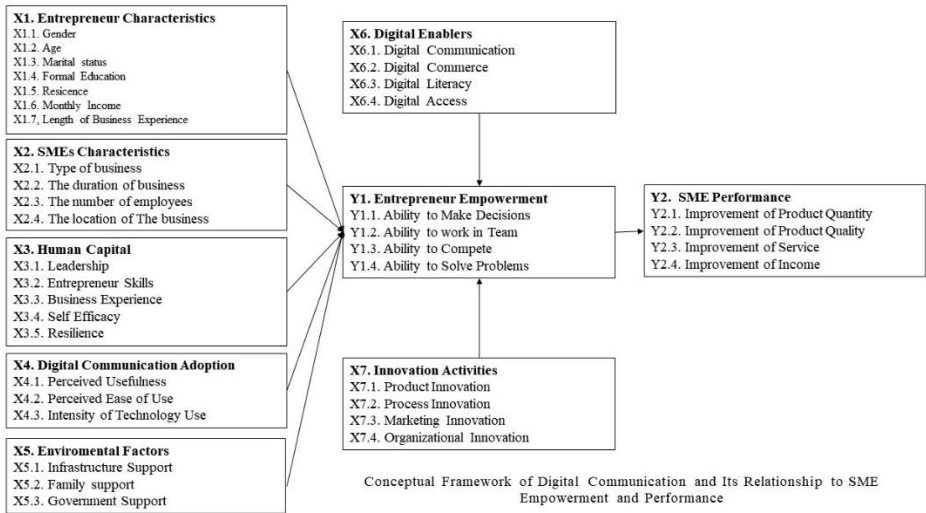 X1. Entrepreneur Characteristics
X1.1. Gender
X1.2. Age
X1.3. Marital status
X1.4. Formal Education
X1.5. Resicence
X1.6. Monthly Income
X1.7, Length of Business Experience
X2. SMEs Characteristics
X2.1. Type of business
X2.2. The duration of business
X2.3. The number of employees
X2.4. The location of The business
X3. Human Capital
X3.1. Leadership
X3.2. Entrepreneur Skills
X3.3. Business Experience
X3.4. Self Efficacy
X3.5. Resilience
X4. Digital Communication Adoption
X4.1. Perceived Usefulness
X4.2. Perceived Ease of Use
X4.3. Intensity of Technology Use
X5. Enviromental Factors
X5.1. Infrastructure Support
X5.2. Family support
X5.3. Government Support
X6. Digital Enablers
X6.1. Digital Communication
X6.2. Digital Commerce
X6.3. Digital Literacy
X6.4. Digital Access
Y1. Entrepreneur Empowerment
Y1.1. Ability to Make Decisions
Y1.2. Ability to work in Team
Y1.3. Ability to Compete
Y1.4. Ability to Solve Problems
X7. Innovation Activities
X7.1. Product Innovation
X7.2. Process Innovation
X7.3. Marketing Innovation
X7.4. Organizational Innovation
Y2. SME Performance
Y2.1. Improvement of Product Quantity
Y2.2. Improvement of Product Quality
Y2.3. Improvement of Service
Y2.4. Improvement of Income
Conceptual Framework of Digital Communication and Its Relationship to SME
Empowerment and Performance